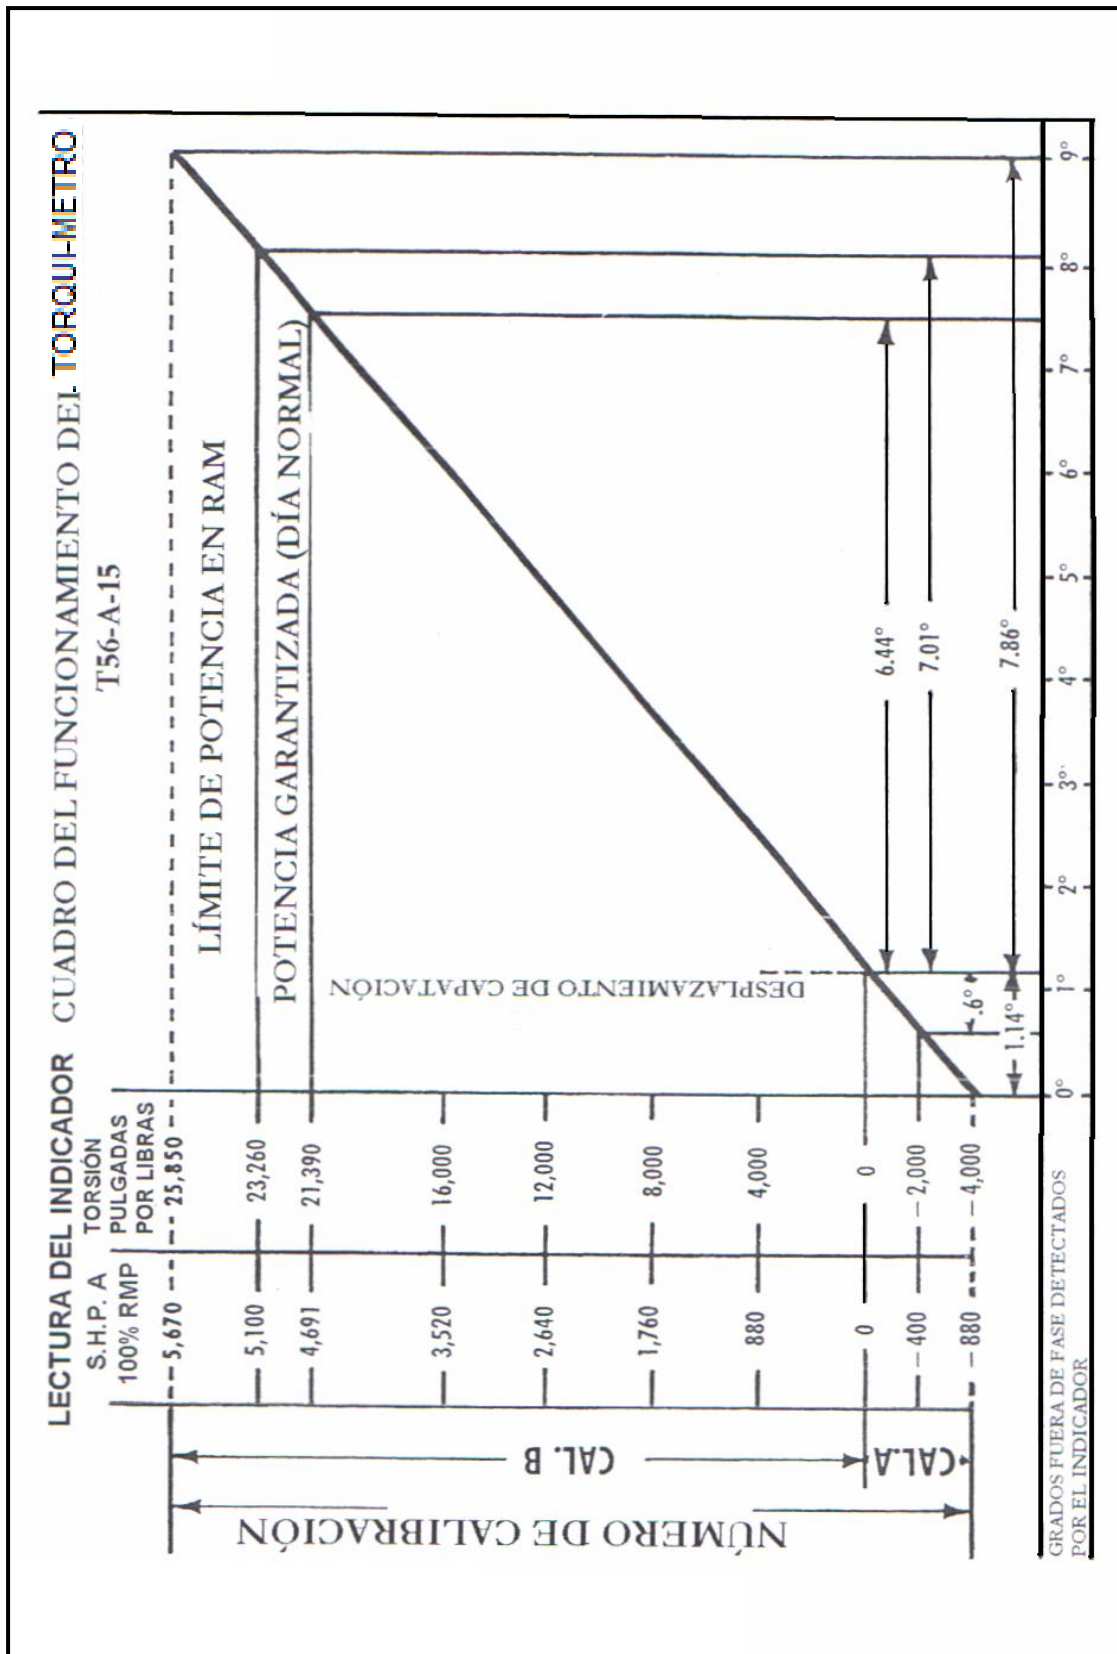 LECTURA DEL INDICADOR CUADRO DEL FUNCIONAMIENTO DEL TORQUI-METRO
T56-A-15
S.H.P. A
100% RMP
TORSIÓN
PULGADAS
POR LIBRAS
5,670 25,850
LÍMITE DE POTENCIA EN RAM
5,100 23,260
POTENCIA GARANTIZADA (DÍA NORMAL)
4,691 21,390
3,520 16,000
2,640 12,000
1,760 8,000
880 4,000
0 0
-400 -2,000
-880 -4,000
NÚMERO DE CALIBRACIÓN
CAL. B
CAL.A
DESPLAZAMIENTO DE CAPATACIÓN
6.44°
7.01°
7.86°
.6°
1.14°
0° 1° 2° 3° 4° 5° 6° 7° 8° 9°
GRADOS FUERA DE FASE DETECTADOS
POR EL INDICADOR